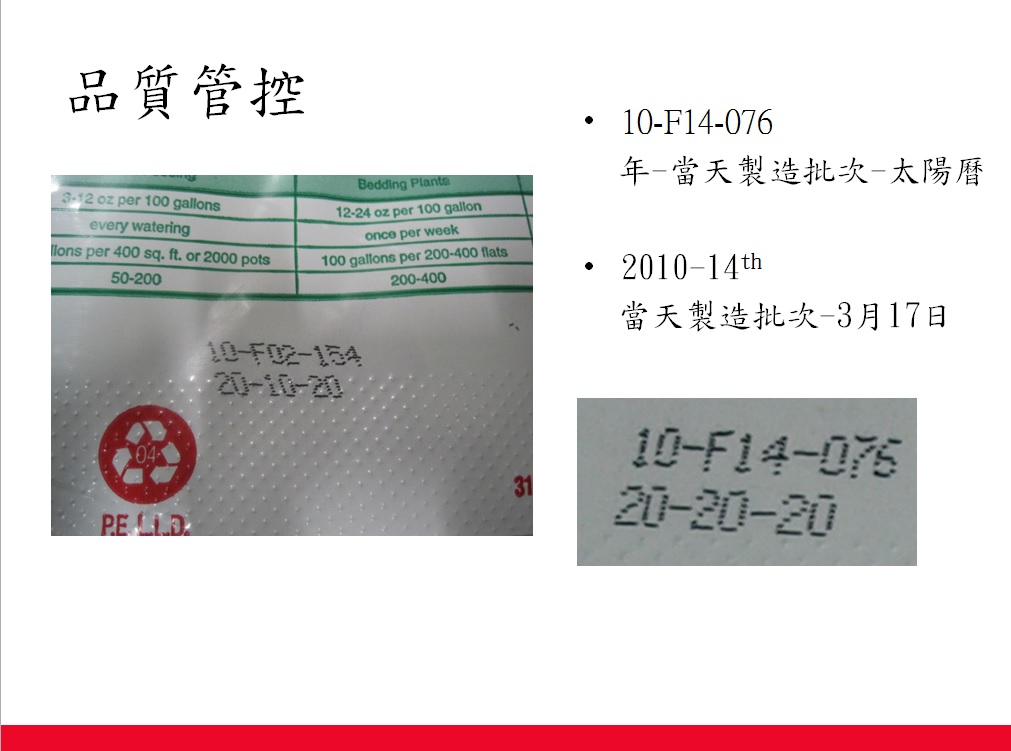 品質管控
3-12 oz per 100 gallons
every watering
per 400 sq. ft. or 2000 pots
50-200
Bedding Plants
12-24 oz per 100 gallon
once per week
100 gallons per 200-400 flats
200-400
10-F02-154
20-10-20
04
31
• 10-F14-076
年-當天製造批次-太陽曆
• 2010-14th
當天製造批次-3月17日
10-F14-076
20-20-20